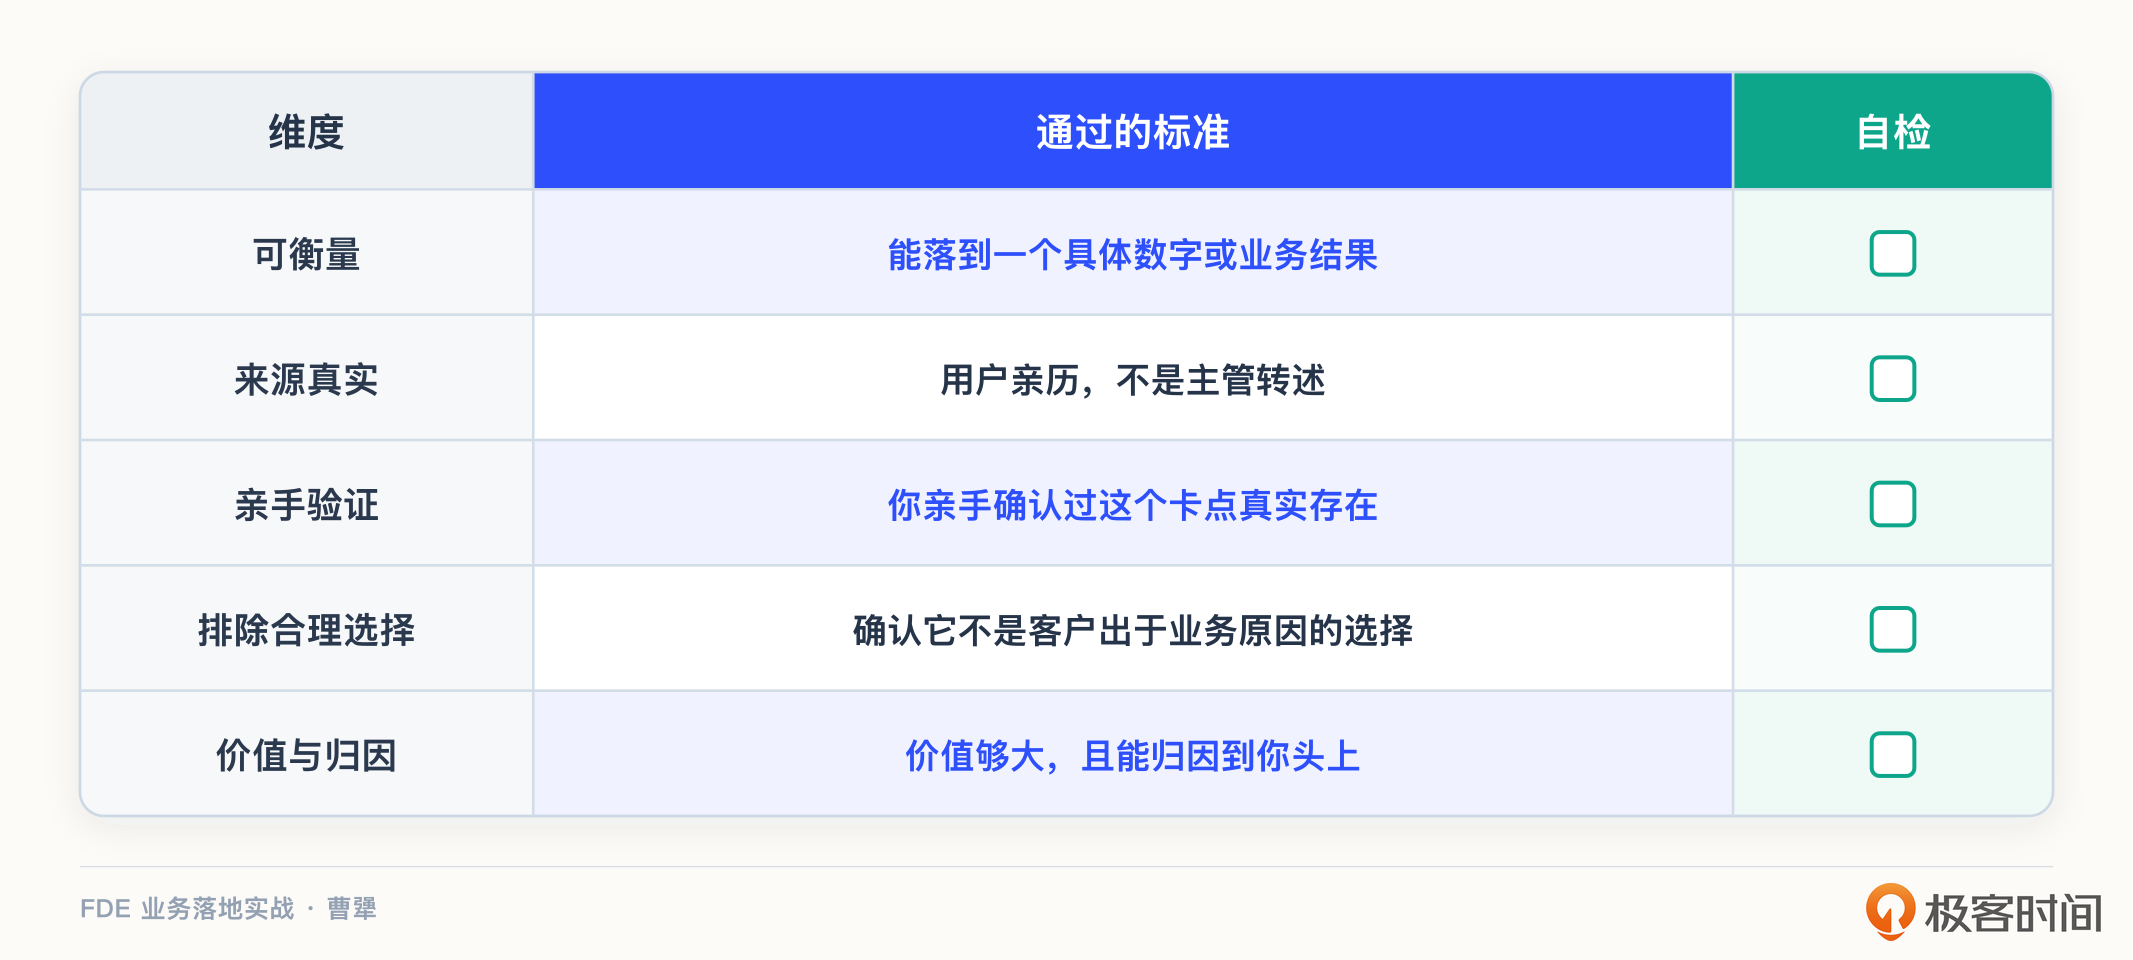 维度 通过的标准 自检
可衡量 能落到一个具体数字或业务结果
来源真实 用户亲历，不是主管转述
亲手验证 你亲手确认过这个卡点真实存在
排除合理选择 确认它不是客户出于业务原因的选择
价值与归因 价值够大，且能归因到你头上
FDE 业务落地实战 · 曹犟
极客时间